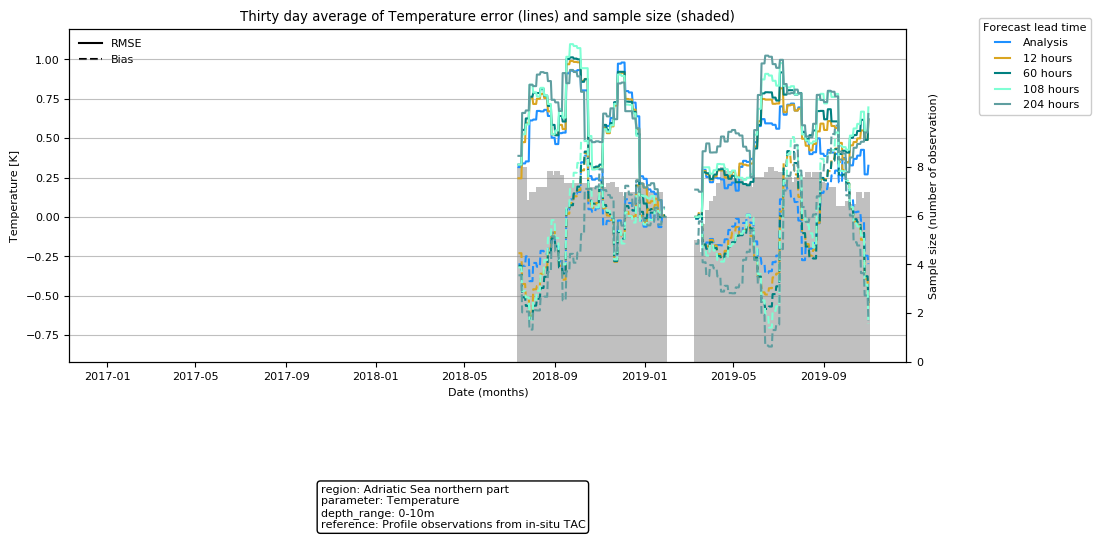 Thirty day average of Temperature error (lines) and sample size (shaded)
Forecast lead time
Analysis
12 hours
60 hours
108 hours
204 hours
RMSE
Bias
Temperature [K]
1.00
0.75
0.50
0.25
0.00
−0.25
−0.50
−0.75
8
6
4
2
0
Sample size (number of observation)
2017-01
2017-05
2017-09
2018-01
2018-05
2018-09
2019-01
2019-05
2019-09
Date (months)
region: Adriatic Sea northern part
parameter: Temperature
depth_range: 0-10m
reference: Profile observations from in-situ TAC